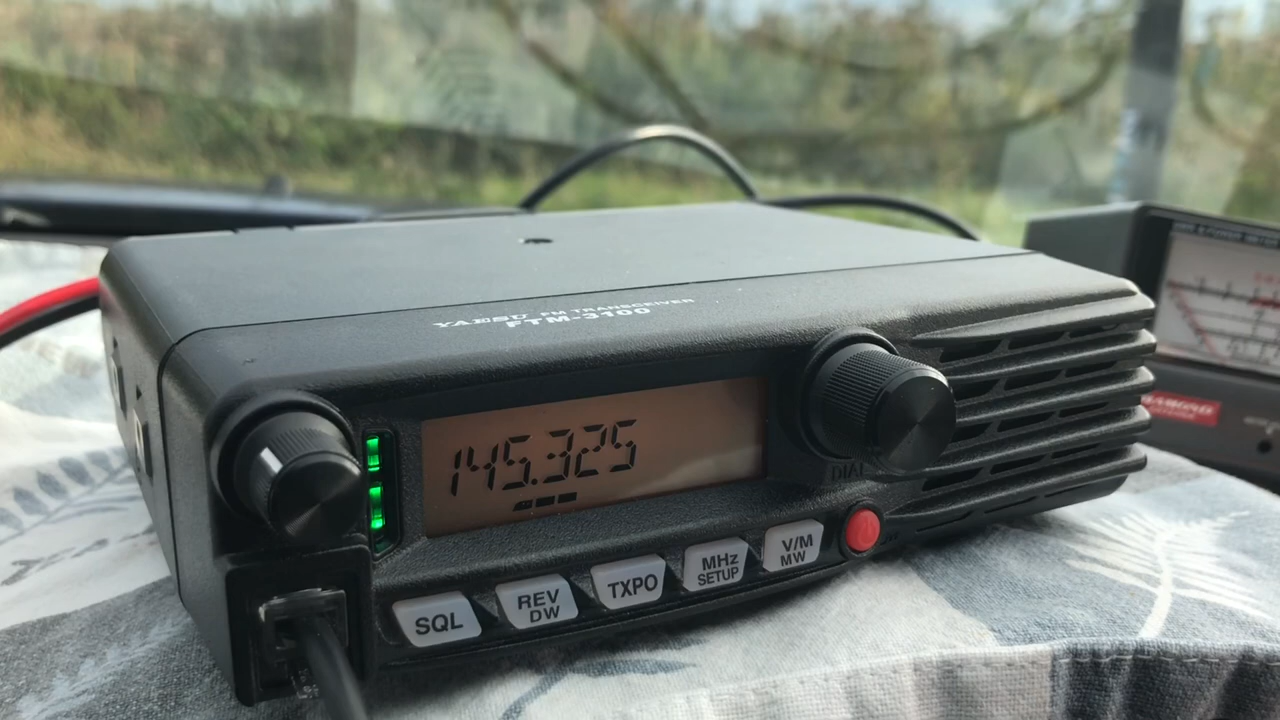 YAESU FM TRANSCEIVER
FTM-3100
145.325
DIAL
SQL
REV
DW
TXPO
MHz
SETUP
V/M
MW